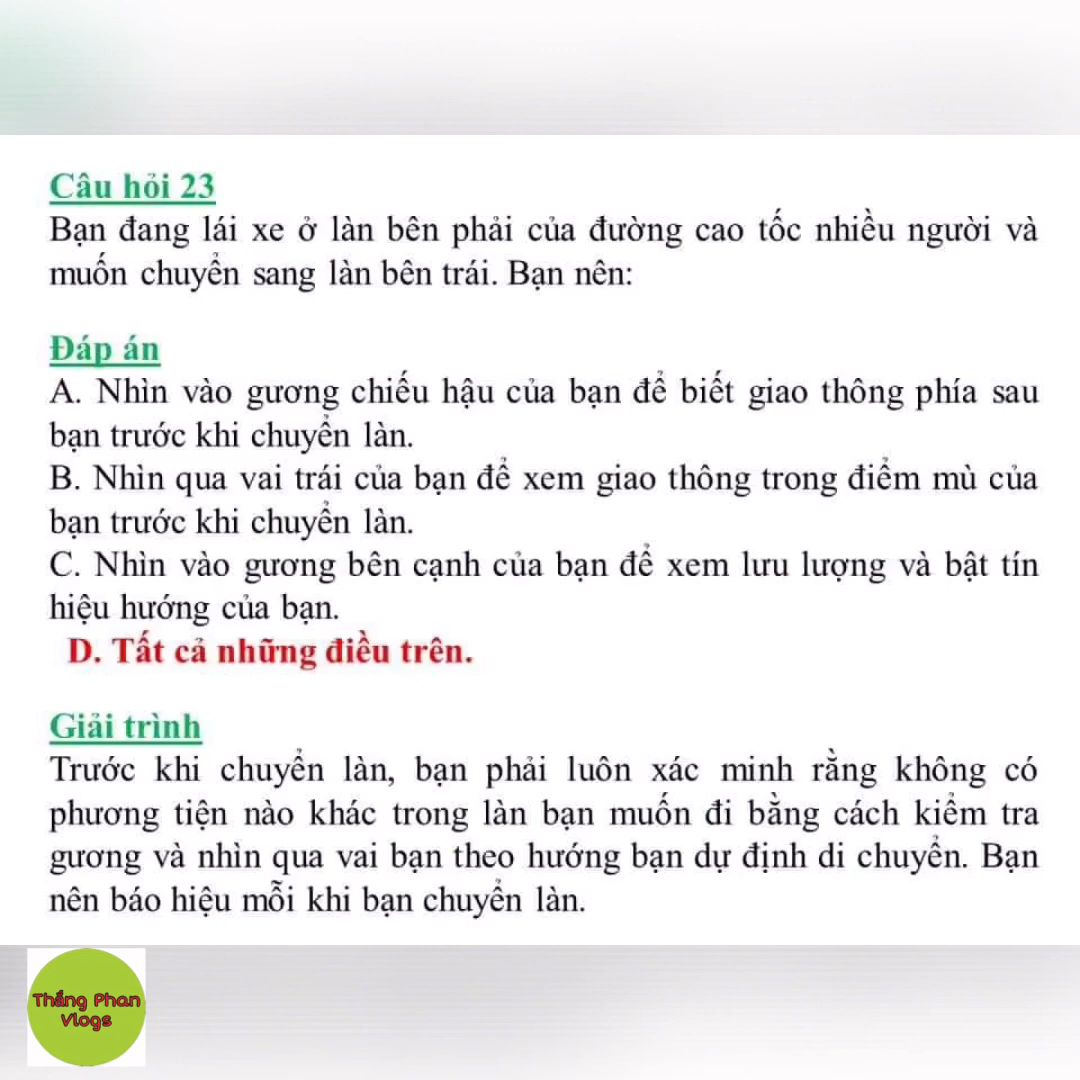 Câu hỏi 23
Bạn đang lái xe ở làn bên phải của đường cao tốc nhiều người và
muốn chuyển sang làn bên trái. Bạn nên:
Đáp án
A. Nhìn vào gương chiếu hậu của bạn để biết giao thông phía sau
bạn trước khi chuyển làn.
B. Nhìn qua vai trái của bạn để xem giao thông trong điểm mù của
bạn trước khi chuyển làn.
C. Nhìn vào gương bên cạnh của bạn để xem lưu lượng và bật tín
hiệu hướng của bạn.
D. Tất cả những điều trên.
Giải trình
Trước khi chuyển làn, bạn phải luôn xác minh rằng không có
phương tiện nào khác trong làn bạn muốn đi bằng cách kiểm tra
gương và nhìn qua vai bạn theo hướng bạn dự định di chuyển. Bạn
nên báo hiệu mỗi khi bạn chuyển làn.
Thắng Phan
Vlogs